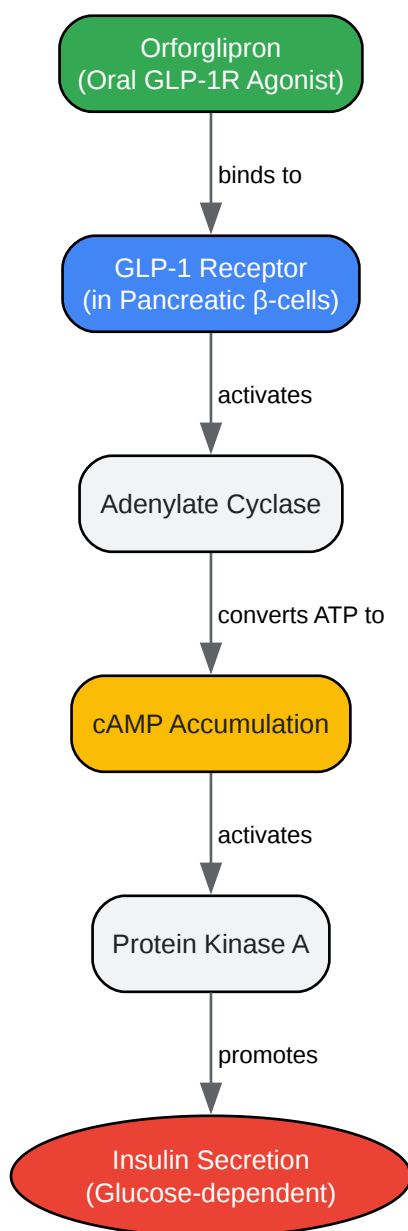 Orforglipron
(Oral GLP-1R Agonist)
binds to
GLP-1 Receptor
(in Pancreatic β-cells)
activates
Adenylate Cyclase
converts ATP to
cAMP Accumulation
activates
Protein Kinase A
promotes
Insulin Secretion
(Glucose-dependent)